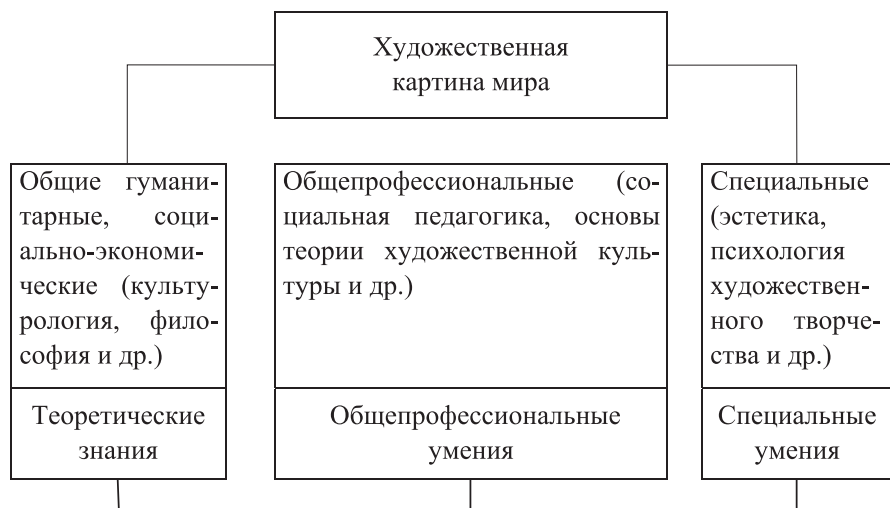 Художественная
картина мира
Общие гумани-
тарные, соци-
ально-экономи-
ческие (культу-
рология, фило-
софия и др.)
Теоретические
знания
Общепрофессиональные (со-
циальная педагогика, основы
теории художественной куль-
туры и др.)
Общепрофессиональные
умения
Специальные
(эстетика,
психология
художествен-
ного творче-
ства и др.)
Специальные
умения